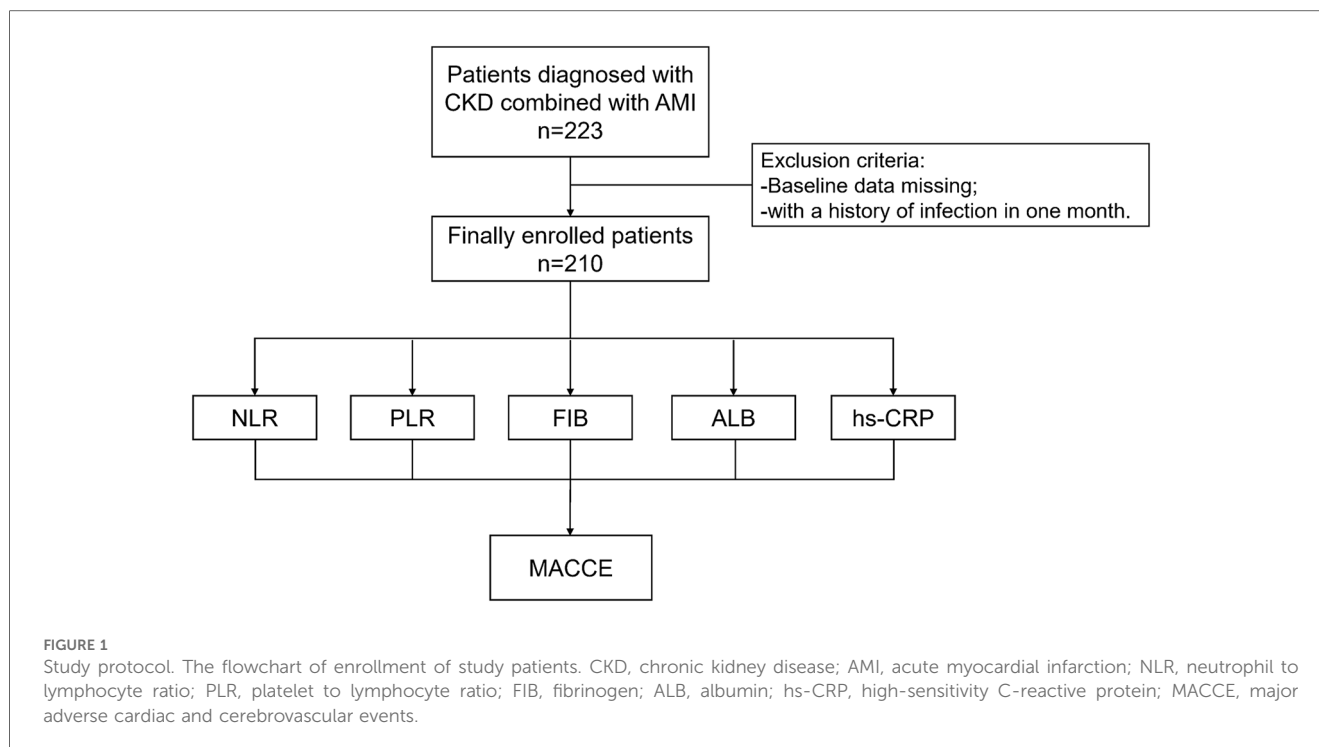 Patients diagnosed with
CKD combined with AMI
n=223
Exclusion criteria:
-Baseline data missing;
-with a history of infection in one month.
Finally enrolled patients
n=210
NLR
PLR
FIB
ALB
hs-CRP
MACCE
FIGURE 1
Study protocol. The flowchart of enrollment of study patients. CKD, chronic kidney disease; AMI, acute myocardial infarction; NLR, neutrophil to
lymphocyte ratio; PLR, platelet to lymphocyte ratio; FIB, fibrinogen; ALB, albumin; hs-CRP, high-sensitivity C-reactive protein; MACCE, major
adverse cardiac and cerebrovascular events.